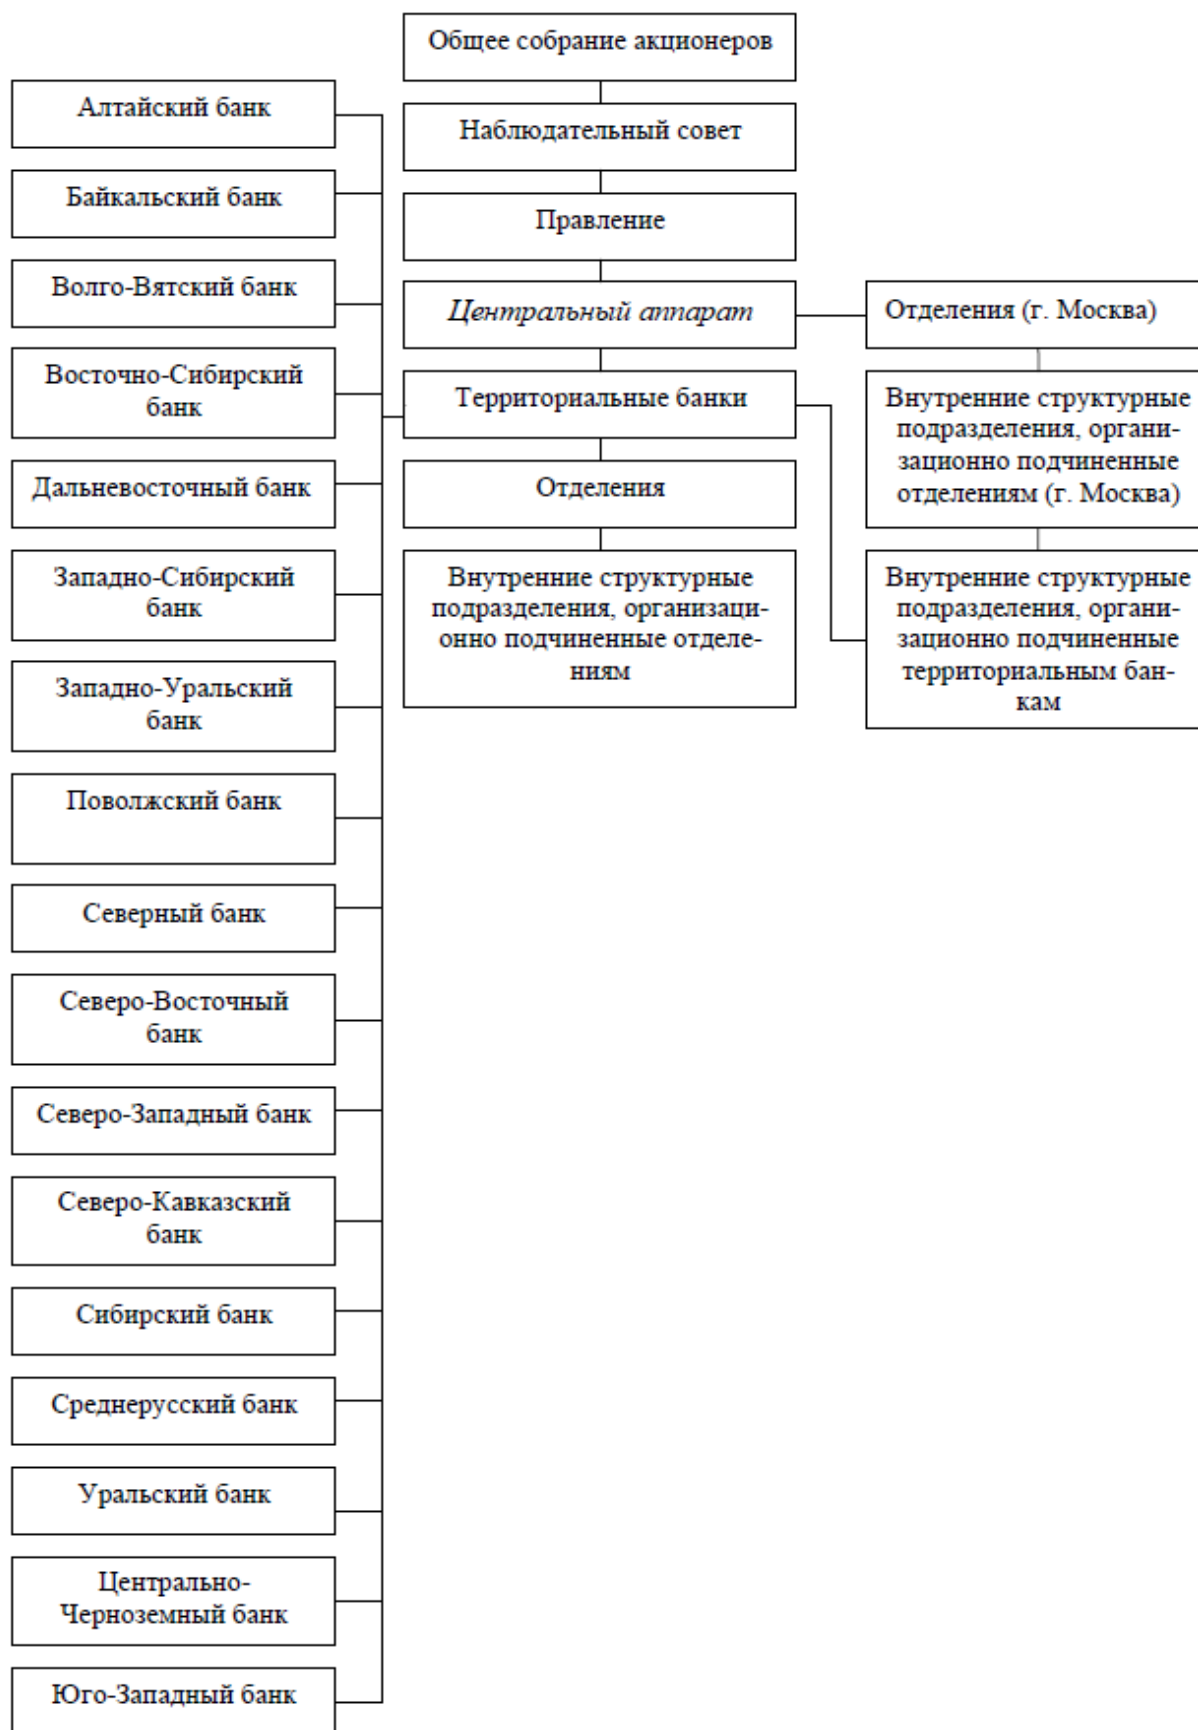 Общее собрание акционеров
Наблюдательный совет
Правление
Центральный аппарат
Территориальные банки
Отделения
Внутренние структурные
подразделения, организаци-
онно подчиненные отделе-
ниям
Отделения (г. Москва)
Внутренние структурные
подразделения, органи-
зационно подчиненные
отделениям (г. Москва)
Внутренние структурные
подразделения, органи-
зационно подчиненные
территориальным бан-
кам
Алтайский банк
Байкальский банк
Волго-Вятский банк
Восточно-Сибирский
банк
Дальневосточный банк
Западно-Сибирский
банк
Западно-Уральский
банк
Поволжский банк
Северный банк
Северо-Восточный
банк
Северо-Западный банк
Северо-Кавказский
банк
Сибирский банк
Среднерусский банк
Уральский банк
Центрально-
Черноземный банк
Юго-Западный банк